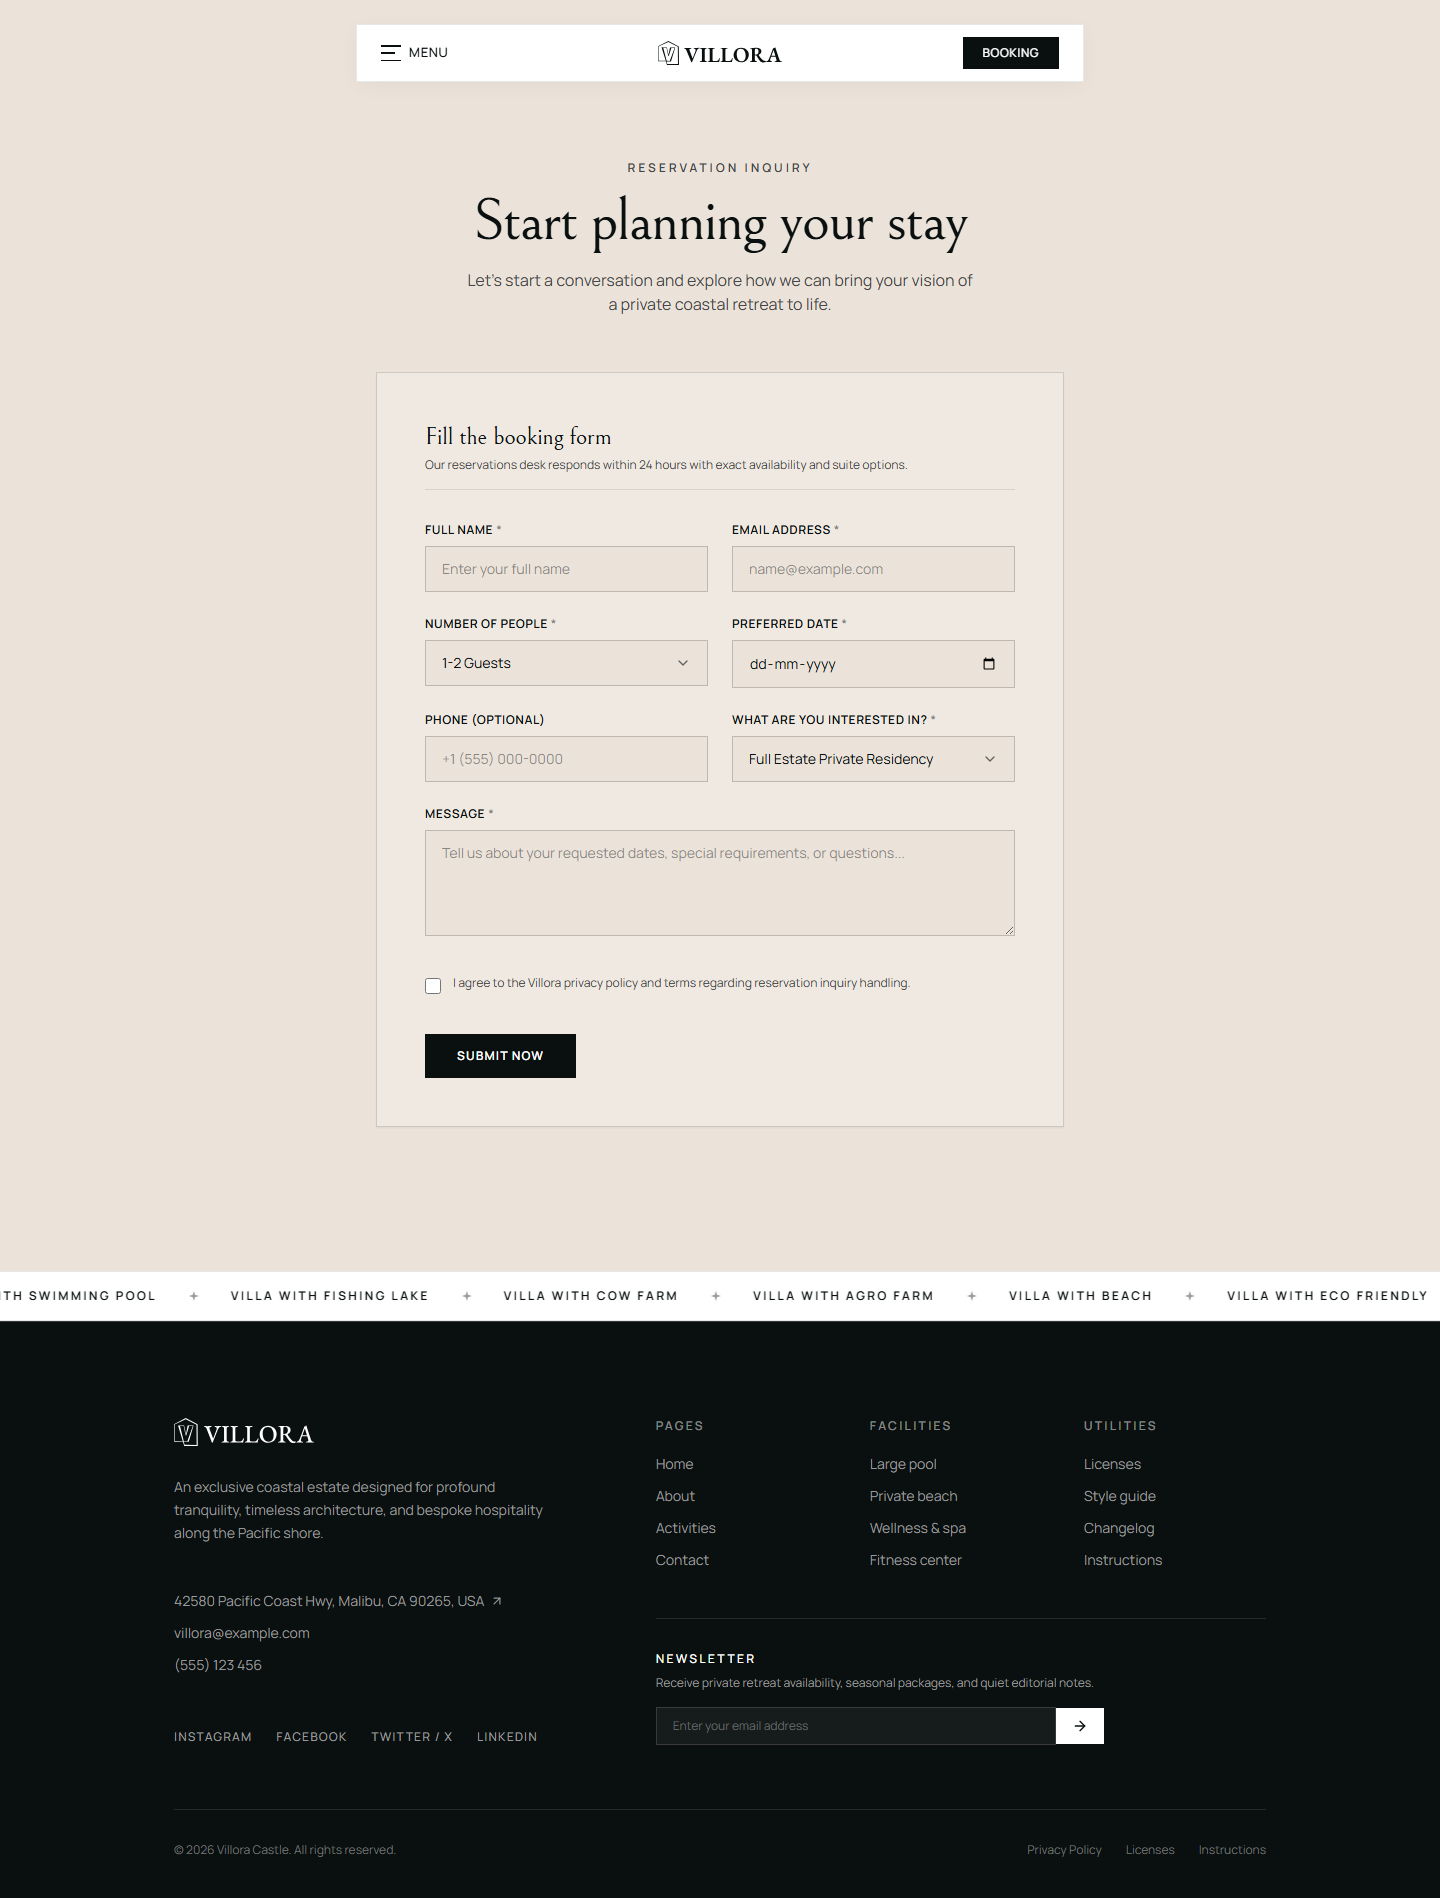 MENU
VILLORA
BOOKING
RESERVATION INQUIRY
Start planning your stay
Let's start a conversation and explore how we can bring your vision of
a private coastal retreat to life.
Fill the booking form
Our reservations desk responds within 24 hours with exact availability and suite options.
FULL NAME *
EMAIL ADDRESS *
Enter your full name
name@example.com
NUMBER OF PEOPLE *
PREFERRED DATE *
1-2 Guests
dd-mm-yyyy
PHONE (OPTIONAL)
WHAT ARE YOU INTERESTED IN? *
+1 (555) 000-0000
Full Estate Private Residency
MESSAGE *
Tell us about your requested dates, special requirements, or questions...
I agree to the Villora privacy policy and terms regarding reservation inquiry handling.
SUBMIT NOW
TH SWIMMING POOL + VILLA WITH FISHING LAKE + VILLA WITH COW FARM + VILLA WITH AGRO FARM + VILLA WITH BEACH + VILLA WITH ECO FRIENDLY
VILLORA
An exclusive coastal estate designed for profound
tranquility, timeless architecture, and bespoke hospitality
along the Pacific shore.
42580 Pacific Coast Hwy, Malibu, CA 90265, USA
villora@example.com
(555) 123 456
INSTAGRAM FACEBOOK TWITTER / X LINKEDIN
PAGES
Home
About
Activities
Contact
FACILITIES
Large pool
Private beach
Wellness & spa
Fitness center
UTILITIES
Licenses
Style guide
Changelog
Instructions
NEWSLETTER
Receive private retreat availability, seasonal packages, and quiet editorial notes.
Enter your email address
© 2026 Villora Castle. All rights reserved.
Privacy Policy Licenses Instructions